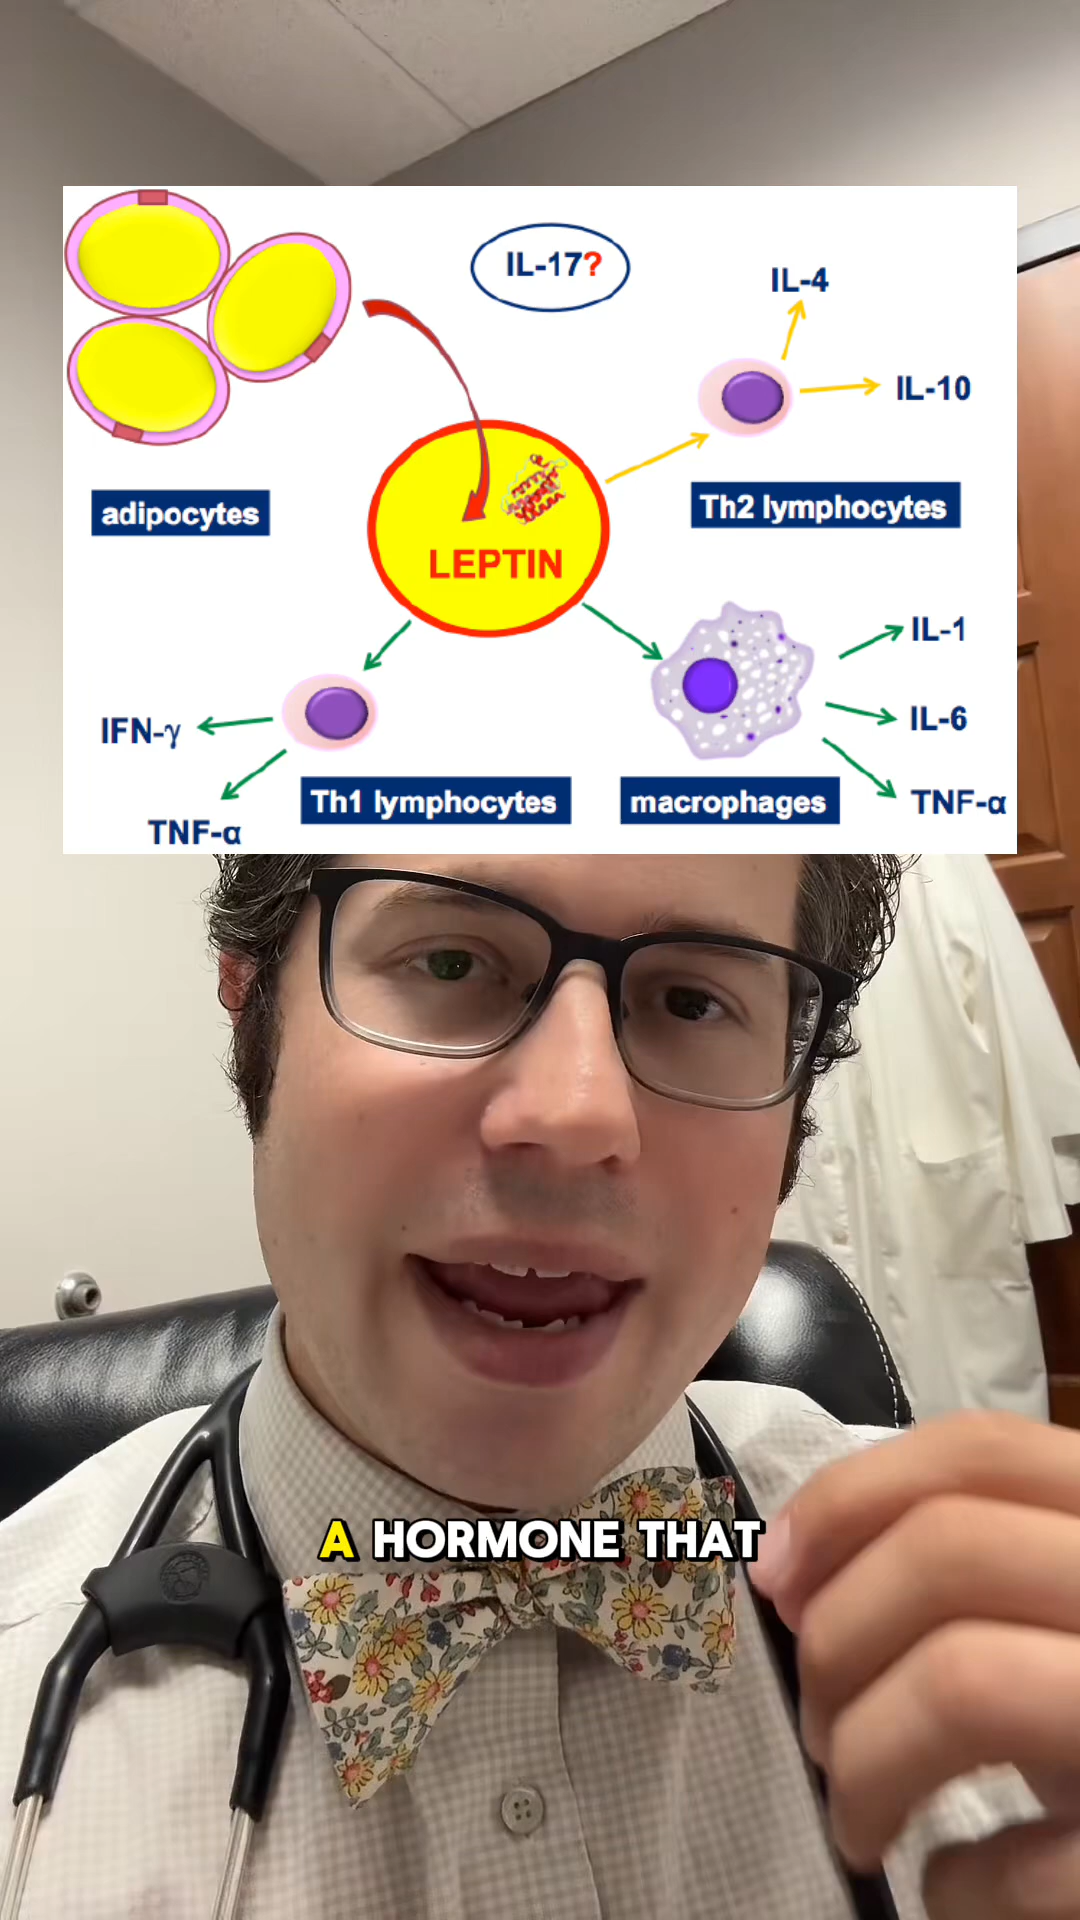 IL-17?
IL-4
IL-10
adipocytes
Th2 lymphocytes
LEPTIN
IL-1
IFN-γ
IL-6
Th1 lymphocytes
macrophages
TNF-α
TNF-α
A HORMONE THAT